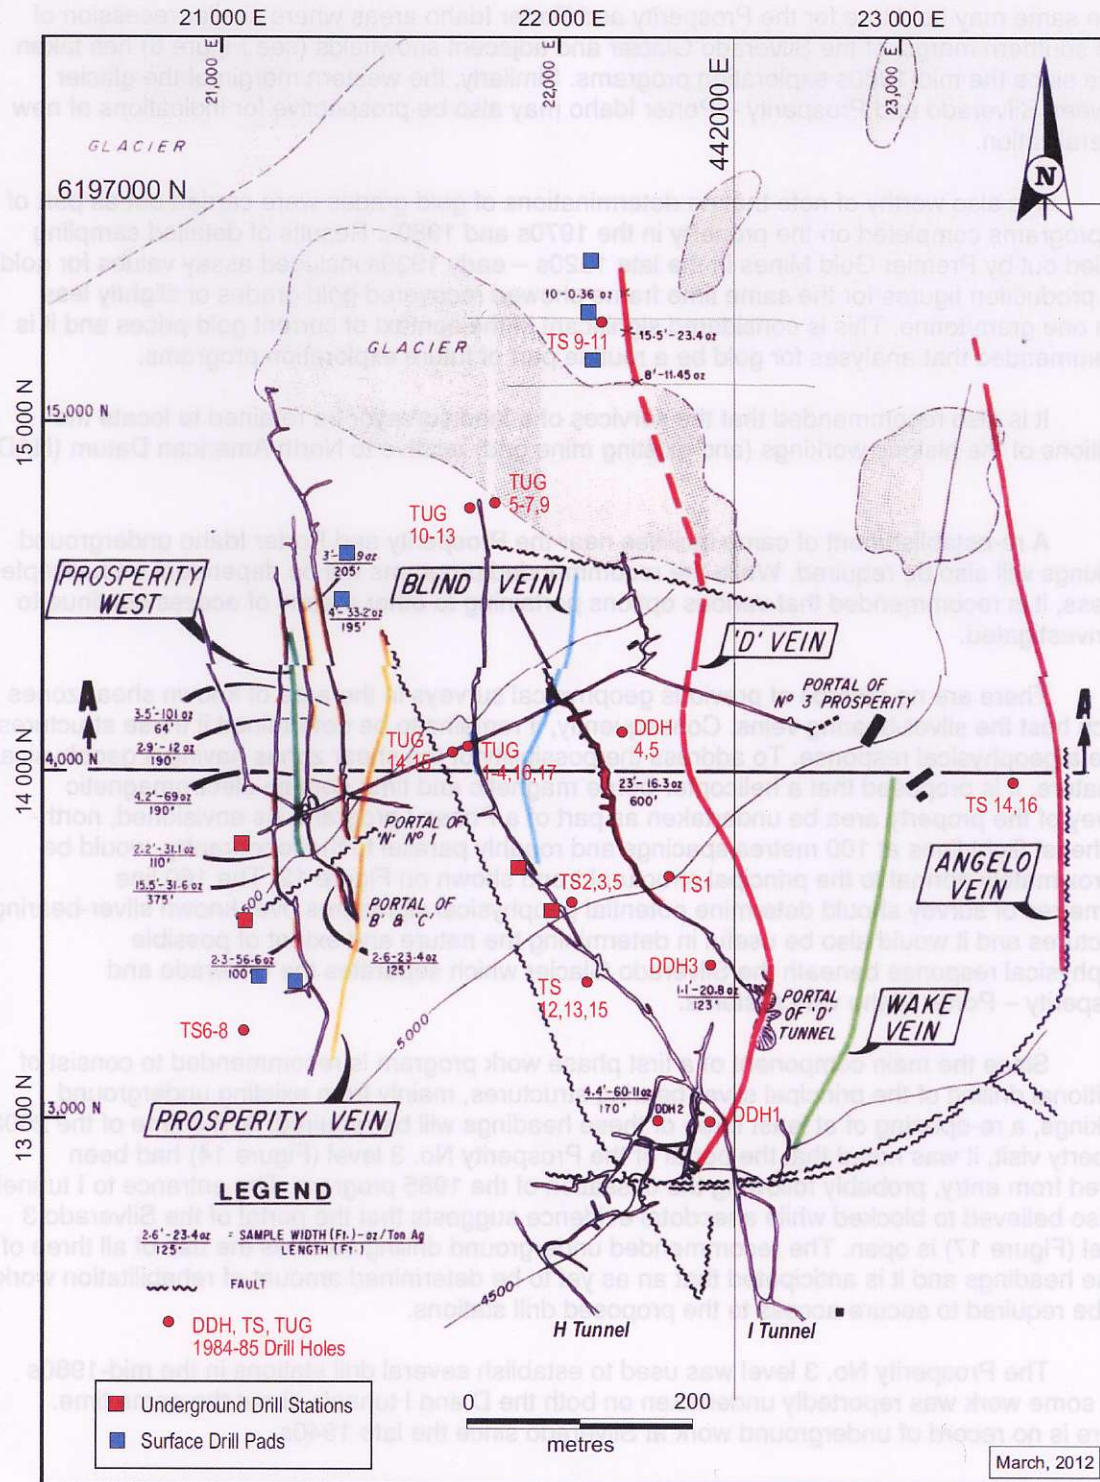 21 000 E
22 000 E
23 000 E
21,000 E
22,000 E
23,000 E
442000 E
GLACIER
6197000 N
N
10'-0.36 oz
TS 9-11
15.5'-23.4 oz
8'-11.45 oz
GLACIER
15 000 N
15,000 N
TUG
5-7,9
TUG
10-13
205'
4'-33.2 oz
195'
PROSPERITY
WEST
BLIND VEIN
'D' VEIN
PORTAL OF
Nº 3 PROSPERITY
A
A
3.5'-101 oz
64'
2.9'-12 oz
190'
14 000 N
4,000 N
4.2'-69 oz
190'
2.2'-31.1 oz
110'
15.5'-31.6 oz
375'
TUG
14,15
TUG
1-4,16,17
DDH
4,5
23'-16.3 oz
600'
TS 14,16
PORTAL OF
'N' Nº 1
ANGELO
VEIN
TS2,3,5
TS1
PORTAL OF
2.3-56.6 oz
100'
2.6-23.4 oz
125'
DDH3
1.1'-20.8 oz
123'
TS
12,13,15
PORTAL
OF 'D'
TUNNEL
WAKE
VEIN
TS6-8
5000
4.4'-60.11 oz
170'
DDH 2
DDH1
13 000 N
3,000 N
PROSPERITY VEIN
LEGEND
2.6'-23.4 oz = SAMPLE WIDTH (Ft.)-oz/Ton Ag
125' LENGTH (Ft.)
FAULT
DDH, TS, TUG
1984-85 Drill Holes
4500
H Tunnel
I Tunnel
Underground Drill Stations
Surface Drill Pads
0 200
metres
March, 2012